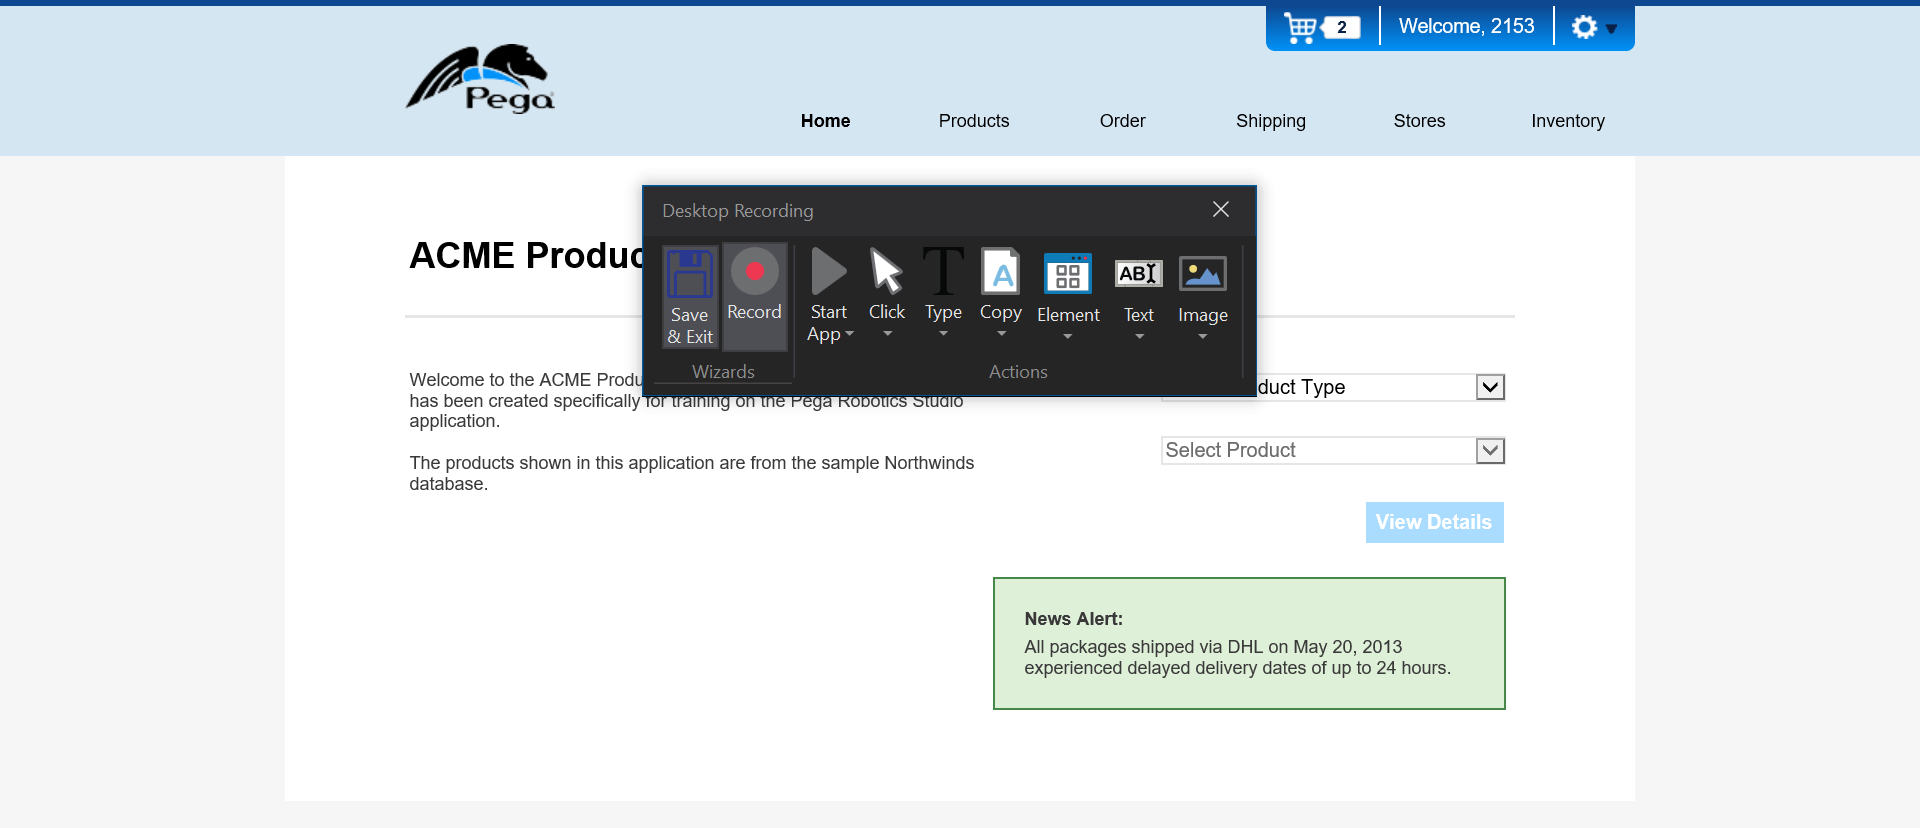 2
Welcome, 2153
Pega
Home
Products
Order
Shipping
Stores
Inventory
Desktop Recording
ACME Produc
Save
& Exit
Record
Start
App
Click
Type
Copy
Element
ABI
Text
Image
Wizards
Actions
Welcome to the ACME Produ
has been created specifically for training on the Pega Robotics Studio
application.
duct Type
The products shown in this application are from the sample Northwinds
database.
Select Product
View Details
News Alert:
All packages shipped via DHL on May 20, 2013
experienced delayed delivery dates of up to 24 hours.